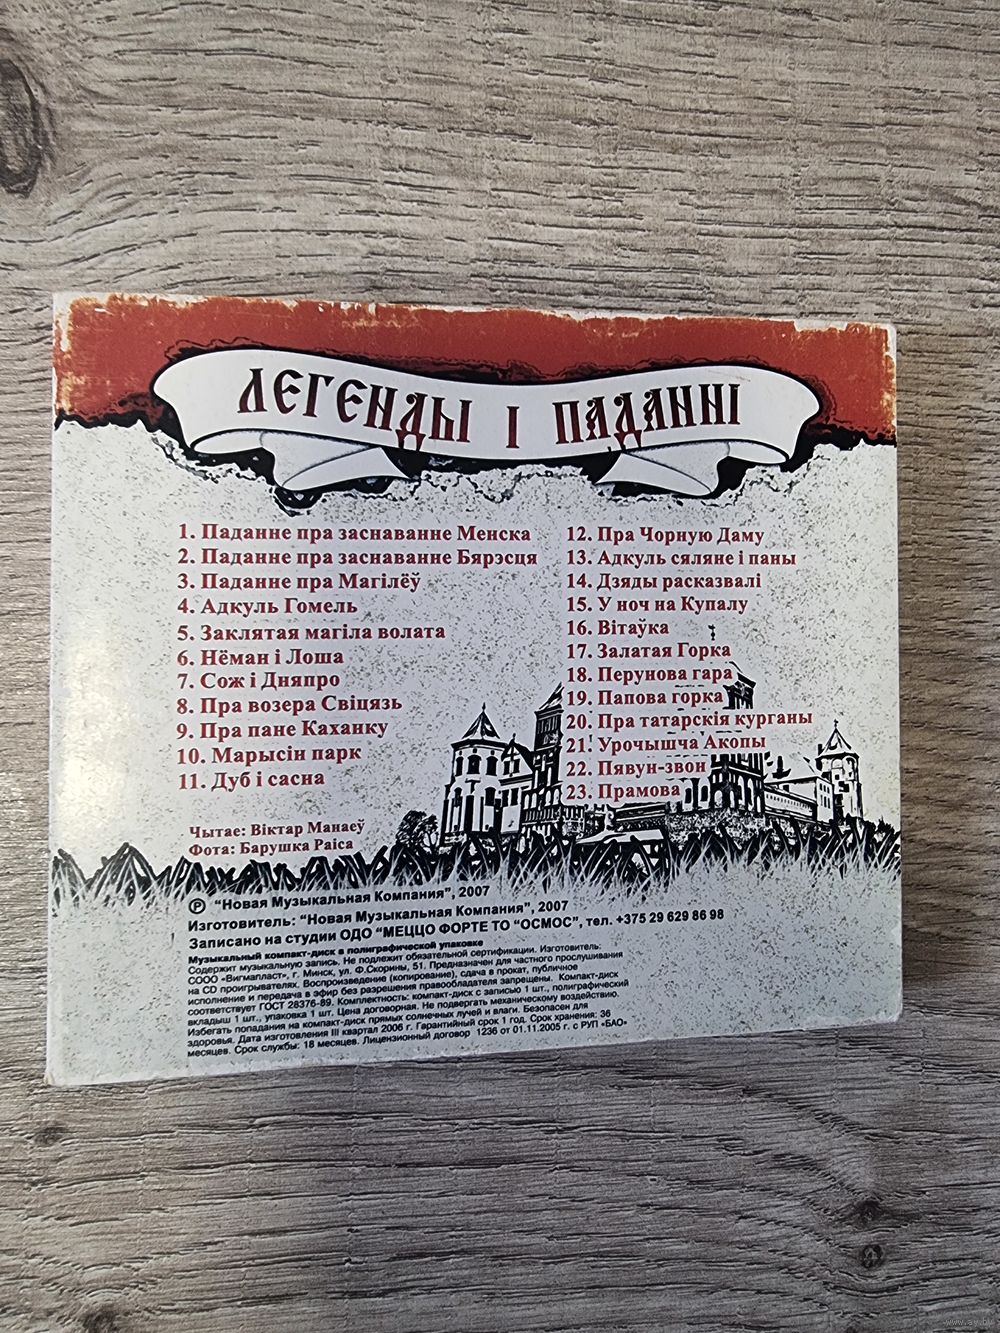 ЛЕГЕНДЫ І ПАДАННІ
1. Паданне пра заснаванне Менска
2. Паданне пра заснаванне Бярэсця
3. Паданне пра Магілёў
4. Адкуль Гомель
5. Заклятая магіла волата
6. Нёман і Лоша
7. Сож і Дняпро
8. Пра возера Свіцязь
9. Пра пане Каханку
10. Марысін парк
11. Дуб і сасна
12. Пра Чорную Даму
13. Адкуль сяляне і паны
14. Дзяды расказвалі
15. У ноч на Купалу
16. Вітаўка
17. Залатая Горка
18. Перунова гара
19. Папова горка
20. Пра татарскія курганы
21. Урочышча Акопы
22. Пявун-звон
23. Прамова
Чытае: Віктар Манаеў
Фота: Барушка Раіса
℗ "Новая Музыкальная Компания", 2007
Изготовитель: "Новая Музыкальная Компания", 2007
Записано на студии ОДО "МЕЦЦО ФОРТЕ ТО "ОСМОС", тел. +375 29 629 86 98
Музыкальный компакт-диск в полиграфической упаковке
Содержит музыкальную запись. Не подлежит обязательной сертификации. Изготовитель:
СООО «Вигмапласт», г. Минск, ул. Ф.Скорины, 51. Предназначен для частного прослушивания
на CD проигрывателях. Воспроизведение (копирование), сдача в прокат, публичное
исполнение и передача в эфир без разрешения правообладателя запрещены. Компакт-диск
соответствует ГОСТ 28376-89. Комплектность: компакт-диск с записью 1 шт., полиграфический
вкладыш 1 шт., упаковка 1 шт. Цена договорная. Не подвергать механическому воздействию.
Избегать попадания на компакт-диск прямых солнечных лучей и влаги. Безопасен для
здоровья. Дата изготовления III квартал 2006 г. Гарантийный срок 1 год. Срок хранения: 36
месяцев. Срок службы: 18 месяцев. Лицензионный договор 1236 от 01.11.2005 г. с РУП «БАО»
www.ay.by